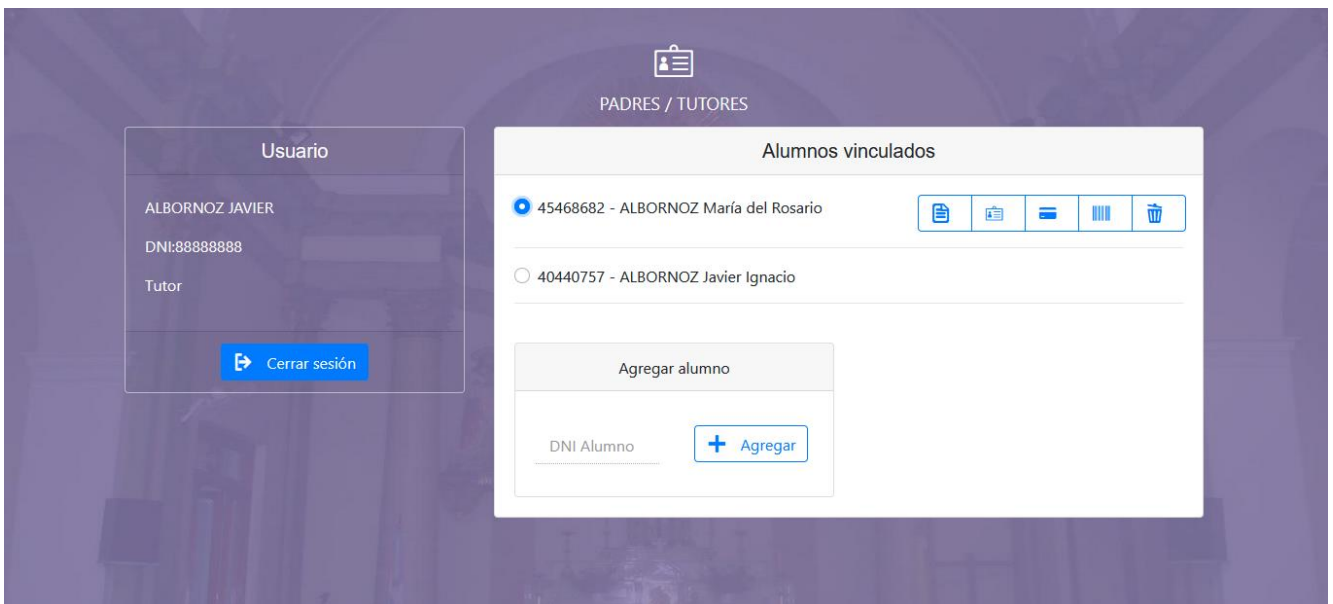 PADRES / TUTORES
Usuario
ALBORNOZ JAVIER
DNI:88888888
Tutor
Cerrar sesión
Alumnos vinculados
45468682 - ALBORNOZ María del Rosario
40440757 - ALBORNOZ Javier Ignacio
Agregar alumno
DNI Alumno
Agregar